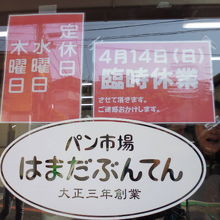 定休日
水曜日
木曜日
4月14日(日)
臨時休業
させて頂きます。
ご迷惑おかけします。
パン市場
はまだぶんてん
大正三年創業